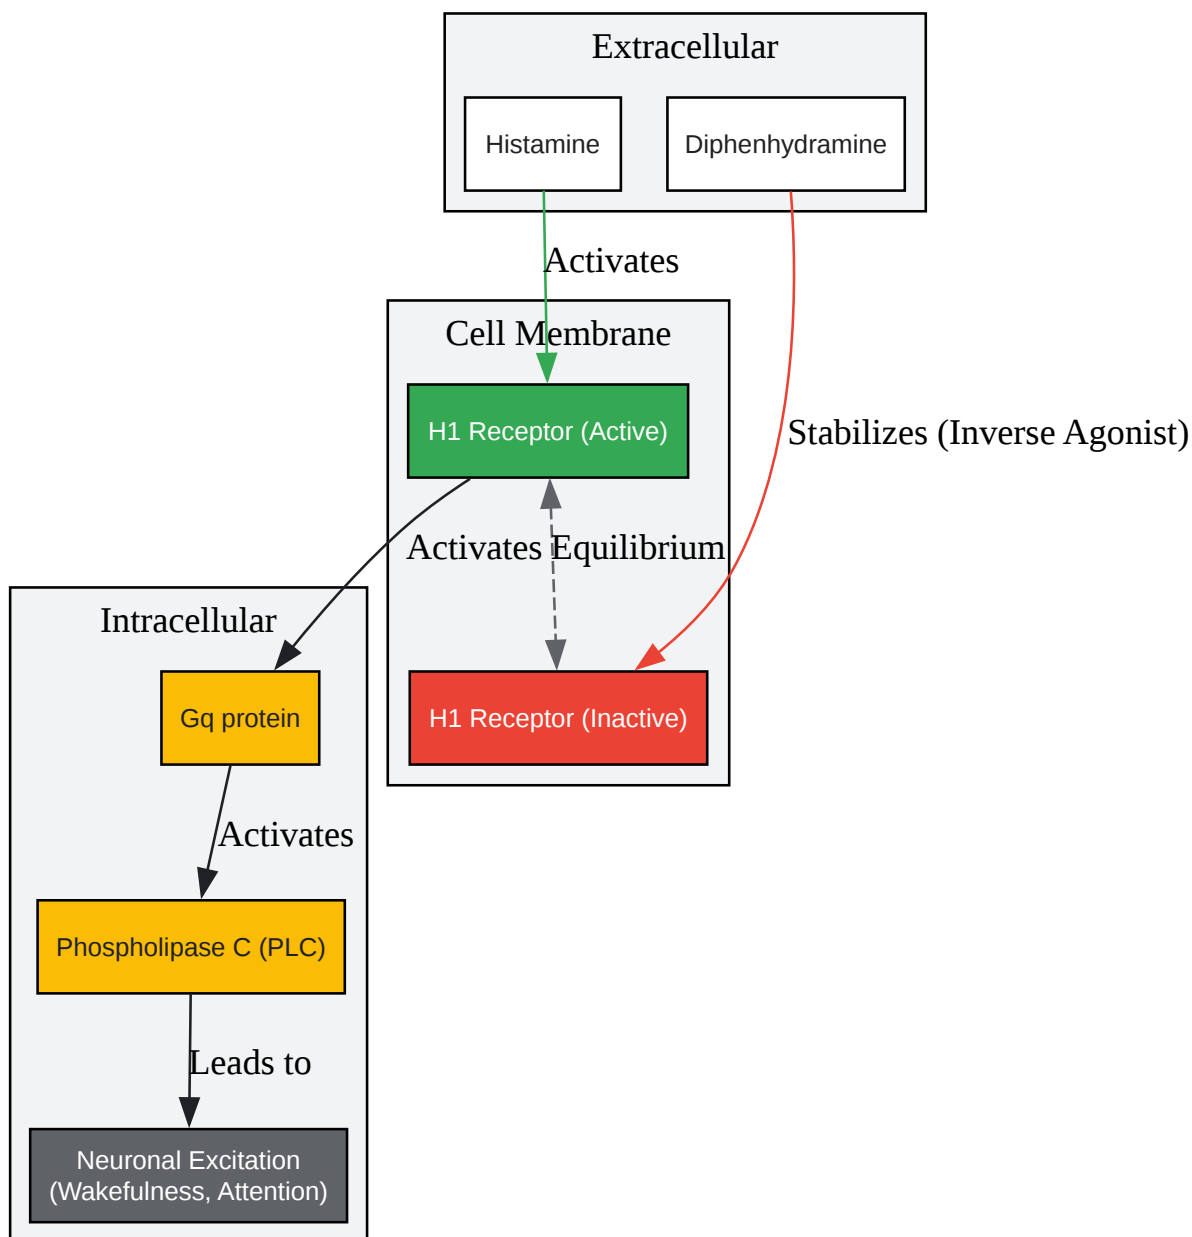 Extracellular
Histamine
Diphenhydramine
Activates
Cell Membrane
H1 Receptor (Active)
Stabilizes (Inverse Agonist)
Activates
Equilibrium
Intracellular
Gq protein
H1 Receptor (Inactive)
Activates
Phospholipase C (PLC)
Leads to
Neuronal Excitation
(Wakefulness, Attention)